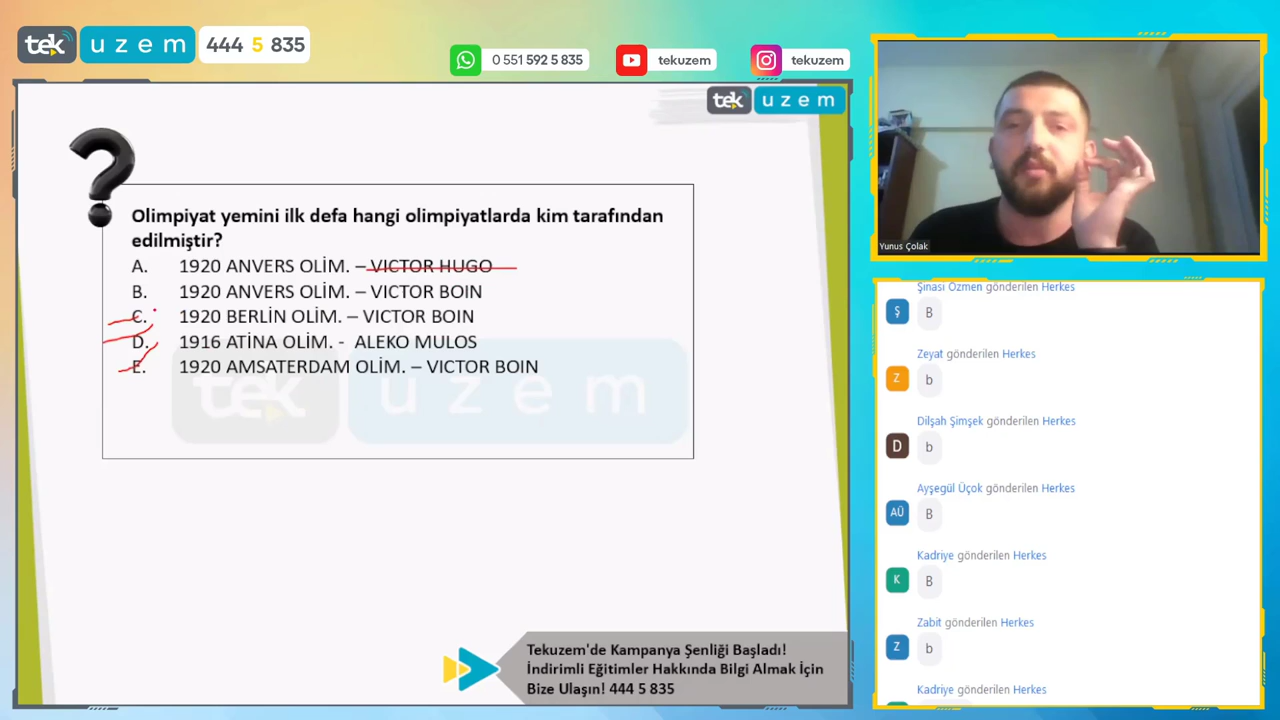 tek uzem 444 5 835
0 551 592 5 835 tekuzem tekuzem
tek uzem
Olimpiyat yemini ilk defa hangi olimpiyatlarda kim tarafından
edilmiştir?
A. 1920 ANVERS OLİM. – VICTOR HUGO
B. 1920 ANVERS OLİM. – VICTOR BOIN
C. 1920 BERLİN OLİM. – VICTOR BOIN
D. 1916 ATİNA OLİM. - ALEKO MULOS
E. 1920 AMSATERDAM OLİM. – VICTOR BOIN
tek uzem
Tekuzem'de Kampanya Şenliği Başladı!
İndirimli Eğitimler Hakkında Bilgi Almak İçin
Bize Ulaşın! 444 5 835
Yunus Çolak
Şinasi Özmen gönderilen Herkes
Ş B
Zeyat gönderilen Herkes
Z b
Dilşah Şimşek gönderilen Herkes
D b
Ayşegül Üçok gönderilen Herkes
AÜ B
Kadriye gönderilen Herkes
K B
Zabit gönderilen Herkes
Z b
Kadriye gönderilen Herkes